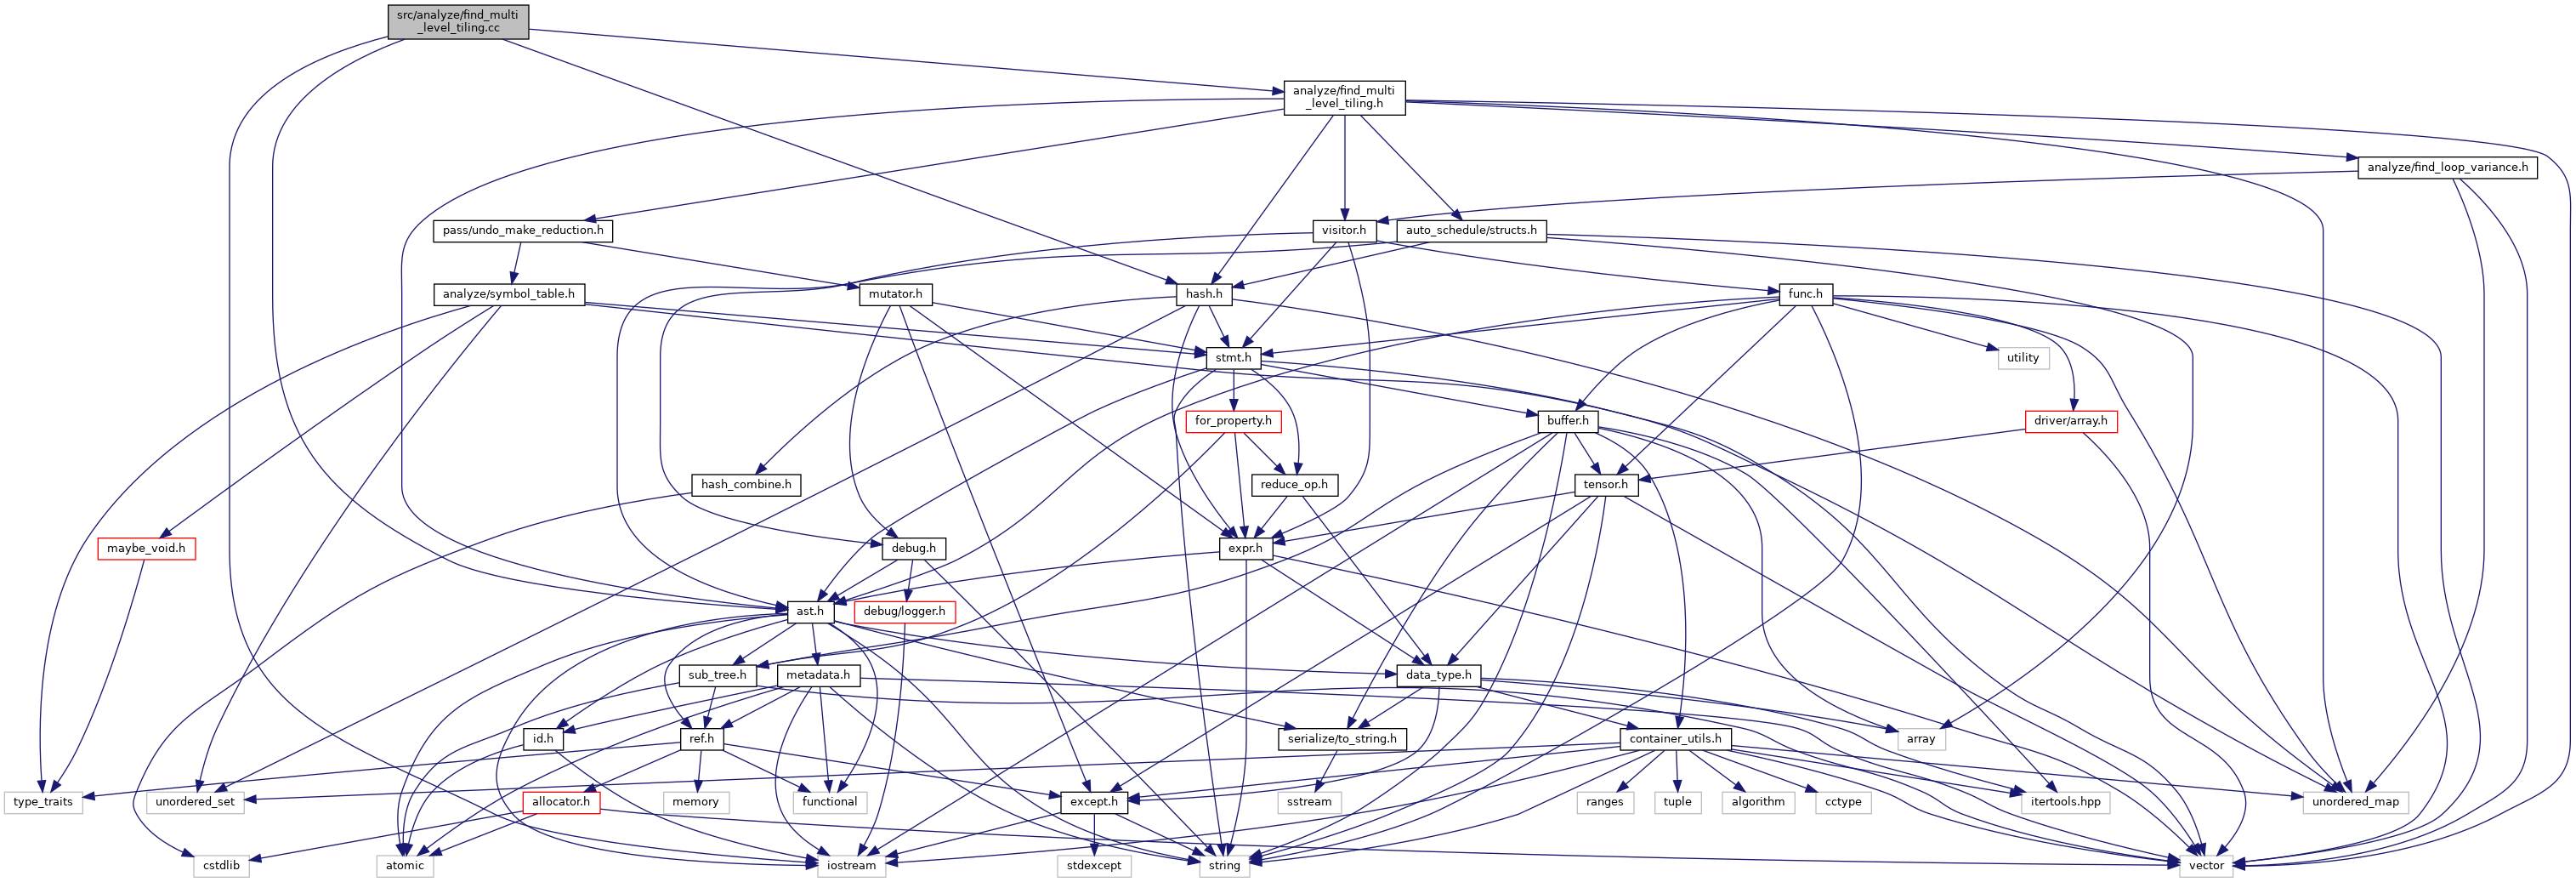 src/analyze/find_multi
_level_tiling.cc
analyze/find_multi
_level_tiling.h
analyze/find_loop_variance.h
pass/undo_make_reduction.h
visitor.h
auto_schedule/structs.h
analyze/symbol_table.h
mutator.h
hash.h
func.h
stmt.h
utility
for_property.h
buffer.h
driver/array.h
hash_combine.h
reduce_op.h
tensor.h
maybe_void.h
debug.h
expr.h
ast.h
debug/logger.h
sub_tree.h
metadata.h
data_type.h
id.h
ref.h
serialize/to_string.h
container_utils.h
array
type_traits
unordered_set
allocator.h
memory
functional
except.h
sstream
ranges
tuple
algorithm
cctype
itertools.hpp
unordered_map
cstdlib
atomic
iostream
stdexcept
string
vector